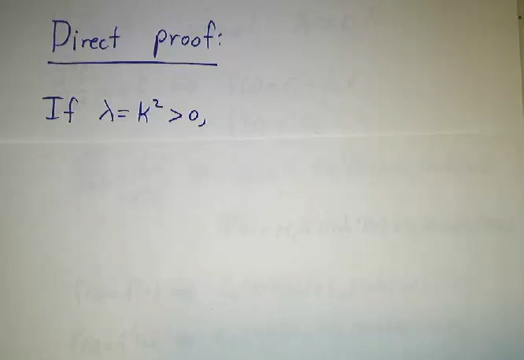 Direct proof:
If λ = k² > 0,